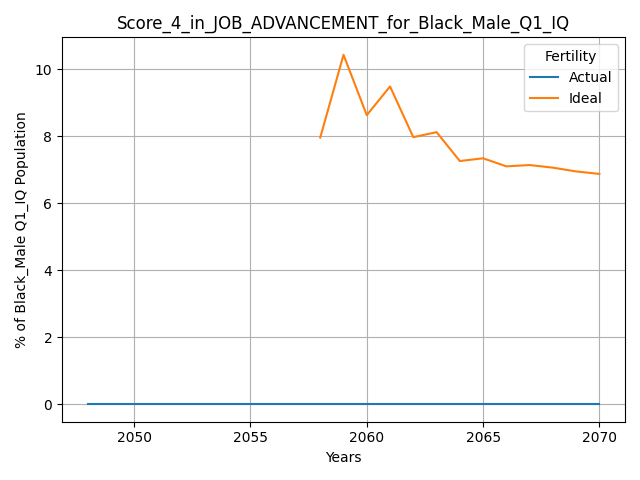 Score_4_in_JOB_ADVANCEMENT_for_Black_Male_Q1_IQ
Fertility
Actual
Ideal
% of Black_Male Q1_IQ Population
10
8
6
4
2
0
2050
2055
2060
2065
2070
Years